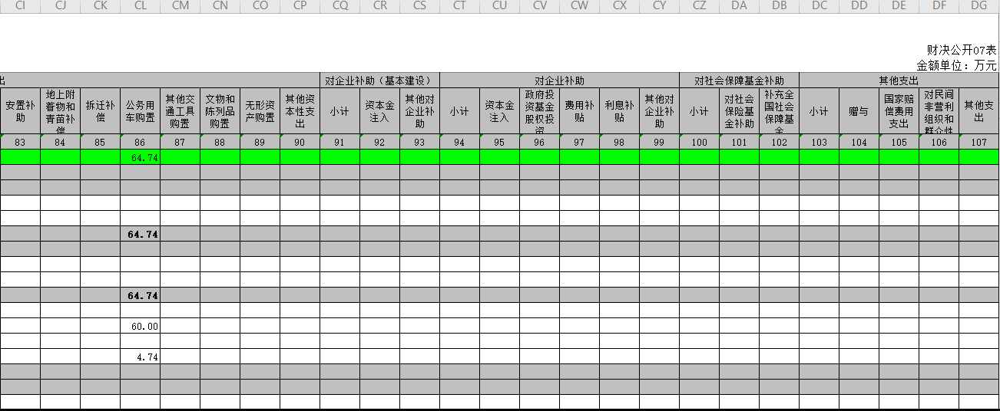 CI CJ CK CL CM CN CO CP CQ CR CS CT CU CV CW CX CY CZ DA DB DC DD DE DF DG
财决公开07表
金额单位：万元
出 对企业补助（基本建设） 对企业补助 对社会保障基金补助 其他支出
安置补助 地上附着物和青苗补偿 拆迁补偿 公务用车购置 其他交通工具购置 文物和陈列品购置 无形资产购置 其他资本性支出 小计 资本金注入 其他对企业补助 小计 资本金注入 政府投资基金股权投资 费用补贴 利息补贴 其他对企业补助 小计 对社会保险基金补助 补充全国社会保障基金 小计 赠与 国家赔偿费用支出 对民间非营利组织和群众性 其他支出
83 84 85 86 87 88 89 90 91 92 93 94 95 96 97 98 99 100 101 102 103 104 105 106 107
64.74
64.74
64.74
60.00
4.74